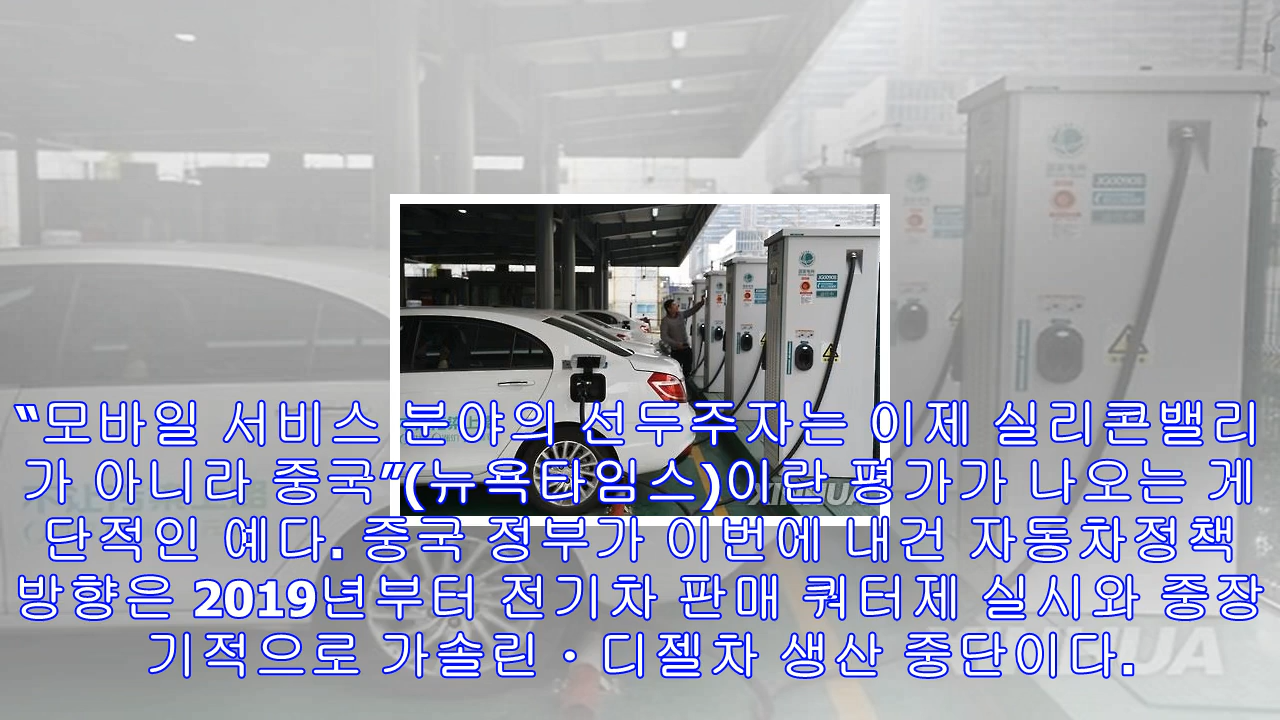 “모바일 서비스 분야의 선두주자는 이제 실리콘밸리
가 아니라 중국”(뉴욕타임스)이란 평가가 나오는 게
단적인 예다. 중국 정부가 이번에 내건 자동차정책
방향은 2019년부터 전기차 판매 쿼터제 실시와 중장
기적으로 가솔린·디젤차 생산 중단이다.
JG00908
XINHUA